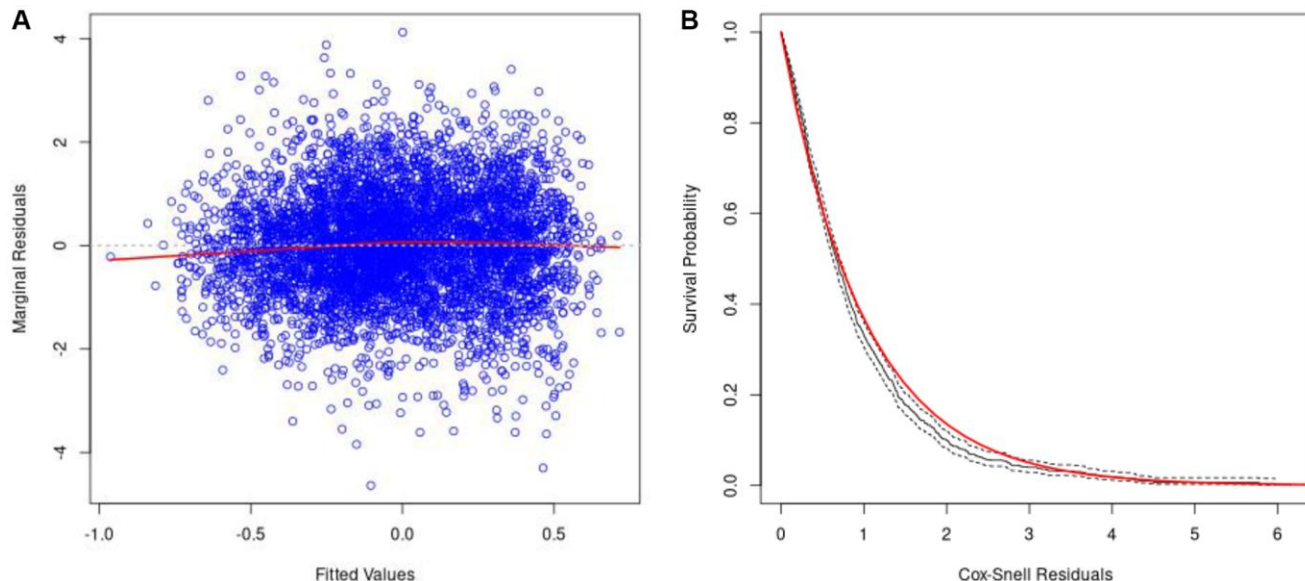 A
4
2
0
-2
-4
Marginal Residuals
-1.0 -0.5 0.0 0.5
Fitted Values
B
1.0
0.8
0.6
0.4
0.2
0.0
Survival Probability
0 1 2 3 4 5 6
Cox-Snell Residuals